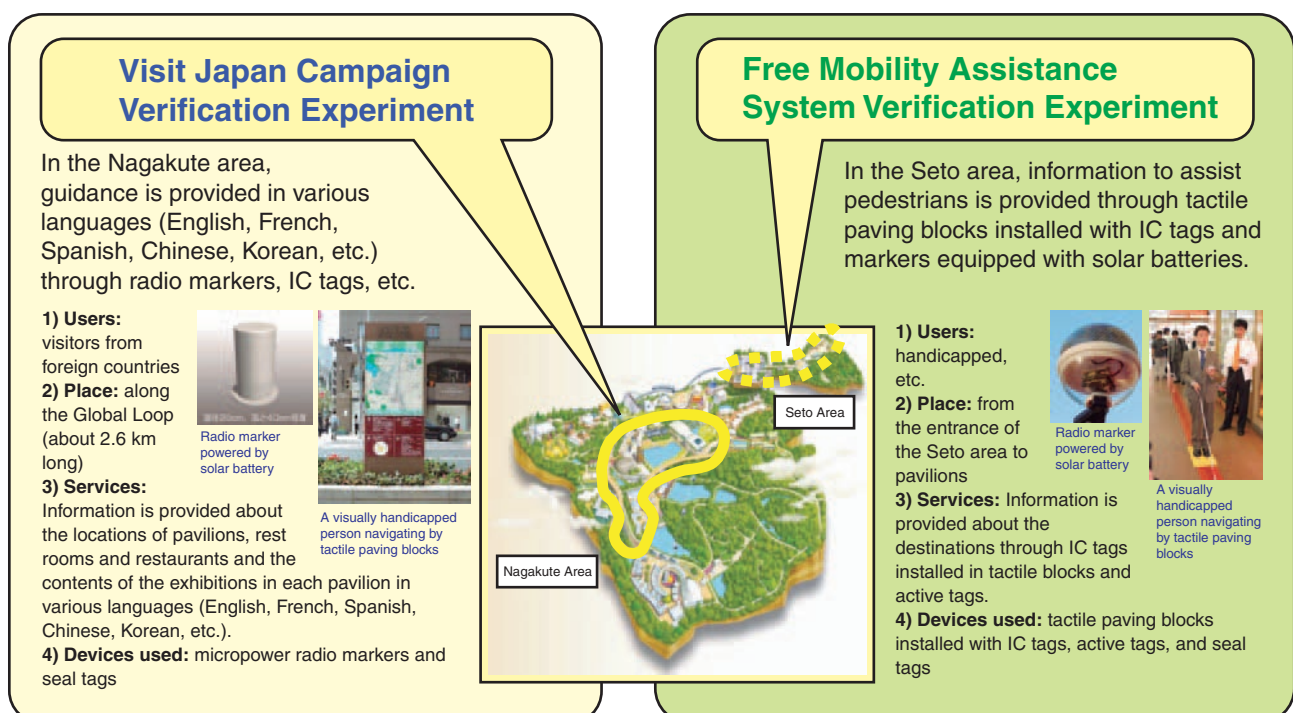 Visit Japan Campaign
Verification Experiment
In the Nagakute area,
guidance is provided in various
languages (English, French,
Spanish, Chinese, Korean, etc.)
through radio markers, IC tags, etc.
1) Users:
visitors from
foreign countries
2) Place: along
the Global Loop
(about 2.6 km
long)
3) Services:
Information is provided about
the locations of pavilions, rest
rooms and restaurants and the
contents of the exhibitions in each pavilion in
various languages (English, French, Spanish,
Chinese, Korean, etc.).
4) Devices used: micropower radio markers and
seal tags
Radio marker
powered by
solar battery
A visually handicapped
person navigating by
tactile paving blocks
Nagakute Area
Seto Area
Free Mobility Assistance
System Verification Experiment
In the Seto area, information to assist
pedestrians is provided through tactile
paving blocks installed with IC tags and
markers equipped with solar batteries.
1) Users:
handicapped,
etc.
2) Place: from
the entrance of
the Seto area to
pavilions
3) Services: Information is
provided about the
destinations through IC tags
installed in tactile blocks and
active tags.
4) Devices used: tactile paving blocks
installed with IC tags, active tags, and seal
tags
Radio marker
powered by
solar battery
A visually
handicapped
person navigating
by tactile paving
blocks